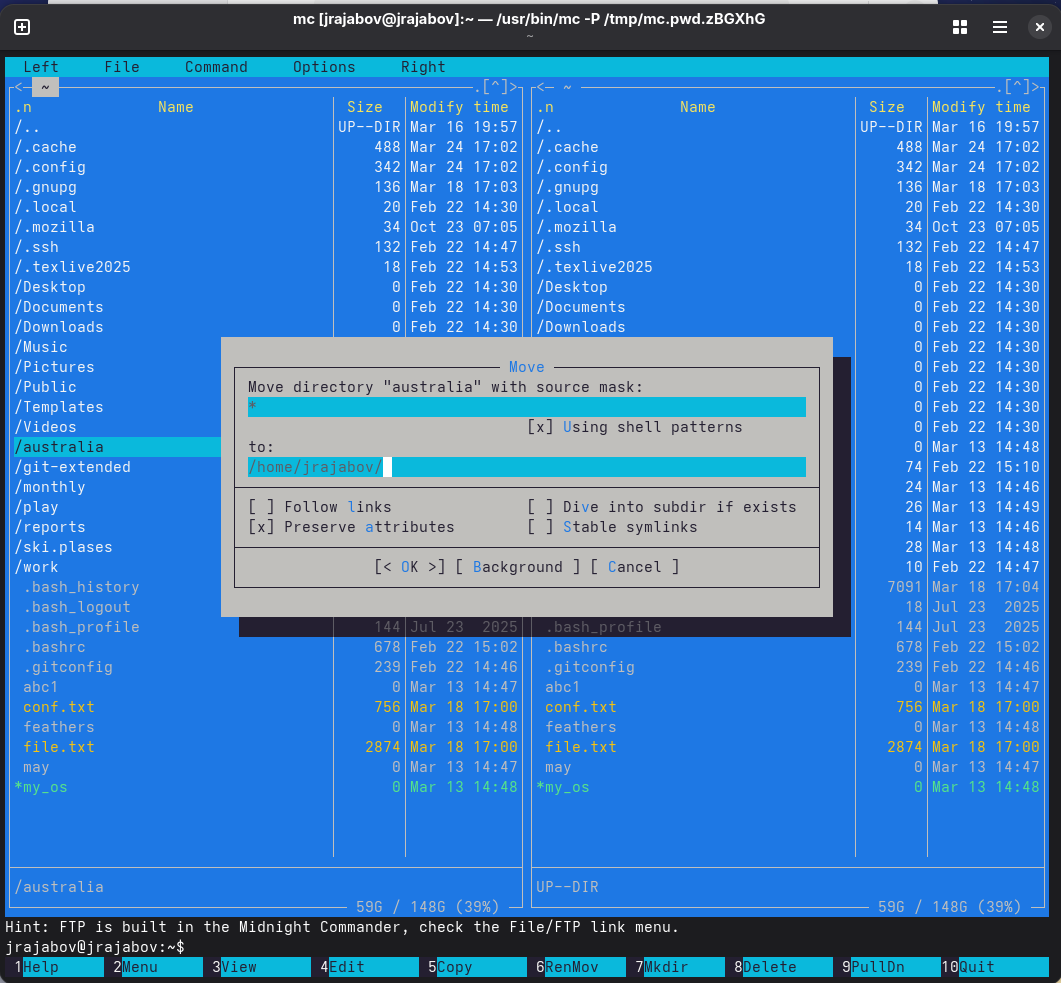 mc [jrajabov@jrajabov]:~ — /usr/bin/mc -P /tmp/mc.pwd.zBGXhG
~
Left File Command Options Right
<─ ~ .[^]> <─ ~ .[^]>
.n Name Size Modify time .n Name Size Modify time
/.. UP--DIR Mar 16 19:57 /.. UP--DIR Mar 16 19:57
/.cache 488 Mar 24 17:02 /.cache 488 Mar 24 17:02
/.config 342 Mar 24 17:02 /.config 342 Mar 24 17:02
/.gnupg 136 Mar 18 17:03 /.gnupg 136 Mar 18 17:03
/.local 20 Feb 22 14:30 /.local 20 Feb 22 14:30
/.mozilla 34 Oct 23 07:05 /.mozilla 34 Oct 23 07:05
/.ssh 132 Feb 22 14:47 /.ssh 132 Feb 22 14:47
/.texlive2025 18 Feb 22 14:53 /.texlive2025 18 Feb 22 14:53
/Desktop 0 Feb 22 14:30 /Desktop 0 Feb 22 14:30
/Documents 0 Feb 22 14:30 /Documents 0 Feb 22 14:30
/Downloads 0 Feb 22 14:30 /Downloads 0 Feb 22 14:30
/Music 0 Feb 22 14:30
/Pictures Move 0 Feb 22 14:30
/Public Move directory "australia" with source mask: 0 Feb 22 14:30
/Templates * 0 Feb 22 14:30
/Videos [x] Using shell patterns 0 Feb 22 14:30
/australia to: 0 Mar 13 14:48
/git-extended /home/jrajabov/ 74 Feb 22 15:10
/monthly 24 Mar 13 14:46
/play [ ] Follow links [ ] Dive into subdir if exists 26 Mar 13 14:49
/reports [x] Preserve attributes [ ] Stable symlinks 14 Mar 13 14:46
/ski.plases 28 Mar 13 14:48
/work [< OK >] [ Background ] [ Cancel ] 10 Feb 22 14:47
.bash_history 7091 Mar 18 17:04
.bash_logout 18 Jul 23 2025
.bash_profile 144 Jul 23 2025 .bash_profile 144 Jul 23 2025
.bashrc 678 Feb 22 15:02 .bashrc 678 Feb 22 15:02
.gitconfig 239 Feb 22 14:46 .gitconfig 239 Feb 22 14:46
abc1 0 Mar 13 14:47 abc1 0 Mar 13 14:47
conf.txt 756 Mar 18 17:00 conf.txt 756 Mar 18 17:00
feathers 0 Mar 13 14:48 feathers 0 Mar 13 14:48
file.txt 2874 Mar 18 17:00 file.txt 2874 Mar 18 17:00
may 0 Mar 13 14:47 may 0 Mar 13 14:47
*my_os 0 Mar 13 14:48 *my_os 0 Mar 13 14:48
/australia UP--DIR
59G / 148G (39%) 59G / 148G (39%)
Hint: FTP is built in the Midnight Commander, check the File/FTP link menu.
jrajabov@jrajabov:~$
1Help 2Menu 3View 4Edit 5Copy 6RenMov 7Mkdir 8Delete 9PullDn 10Quit